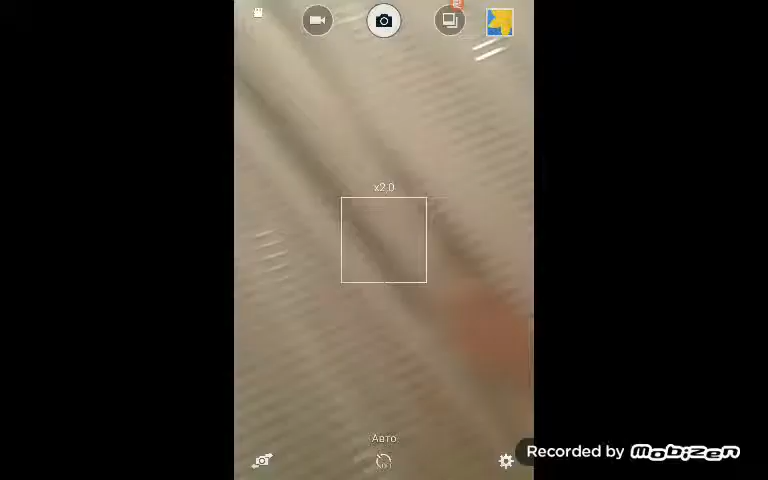 x2,0
Авто
Recorded by Mobizen